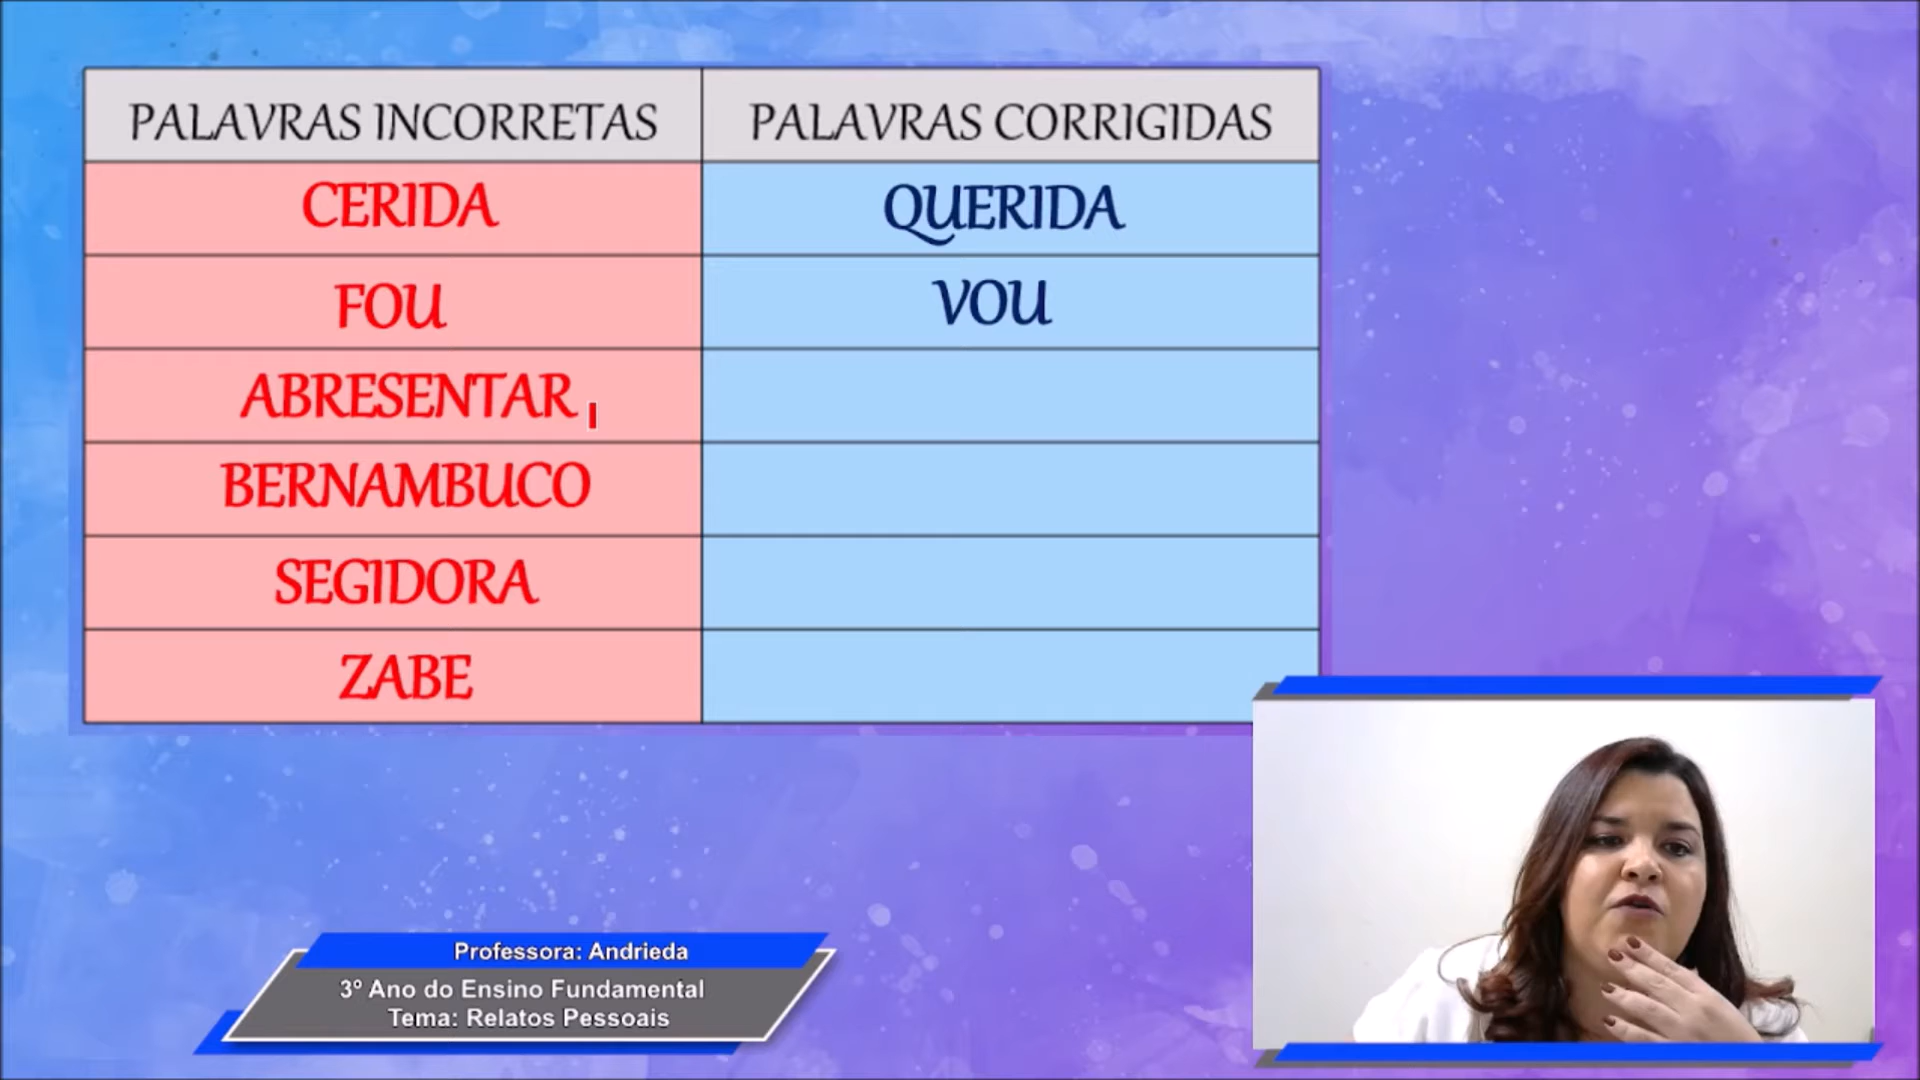 PALAVRAS INCORRETAS PALAVRAS CORRIGIDAS
CERIDA QUERIDA
FOU VOU
ABRESENTAR
BERNAMBUCO
SEGIDORA
ZABE
Professora: Andrieda
3º Ano do Ensino Fundamental
Tema: Relatos Pessoais